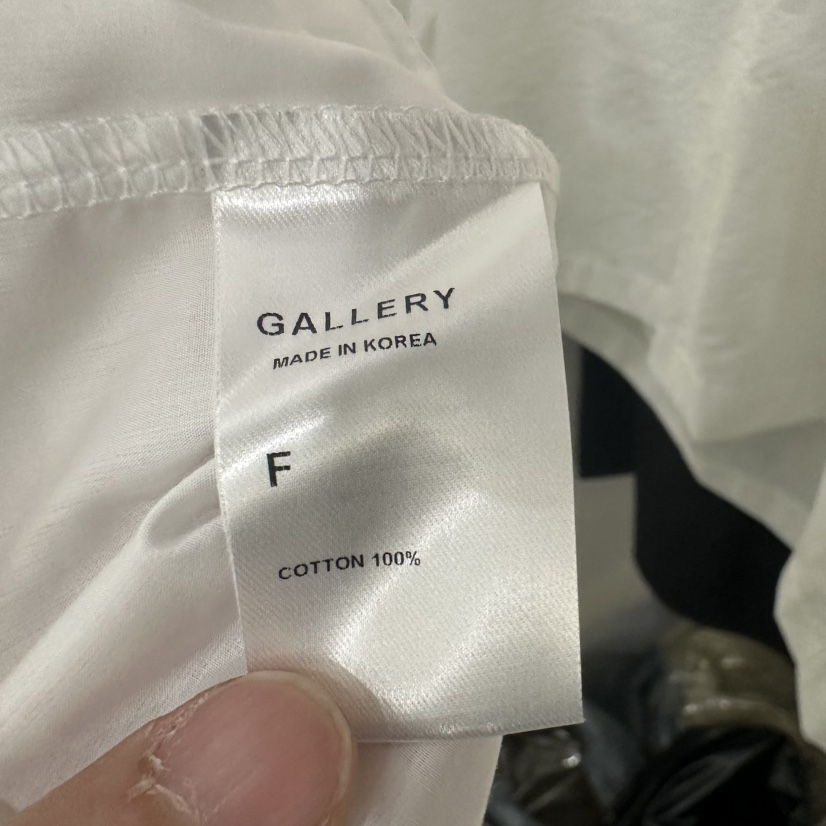 GALLERY
MADE IN KOREA
F
COTTON 100%